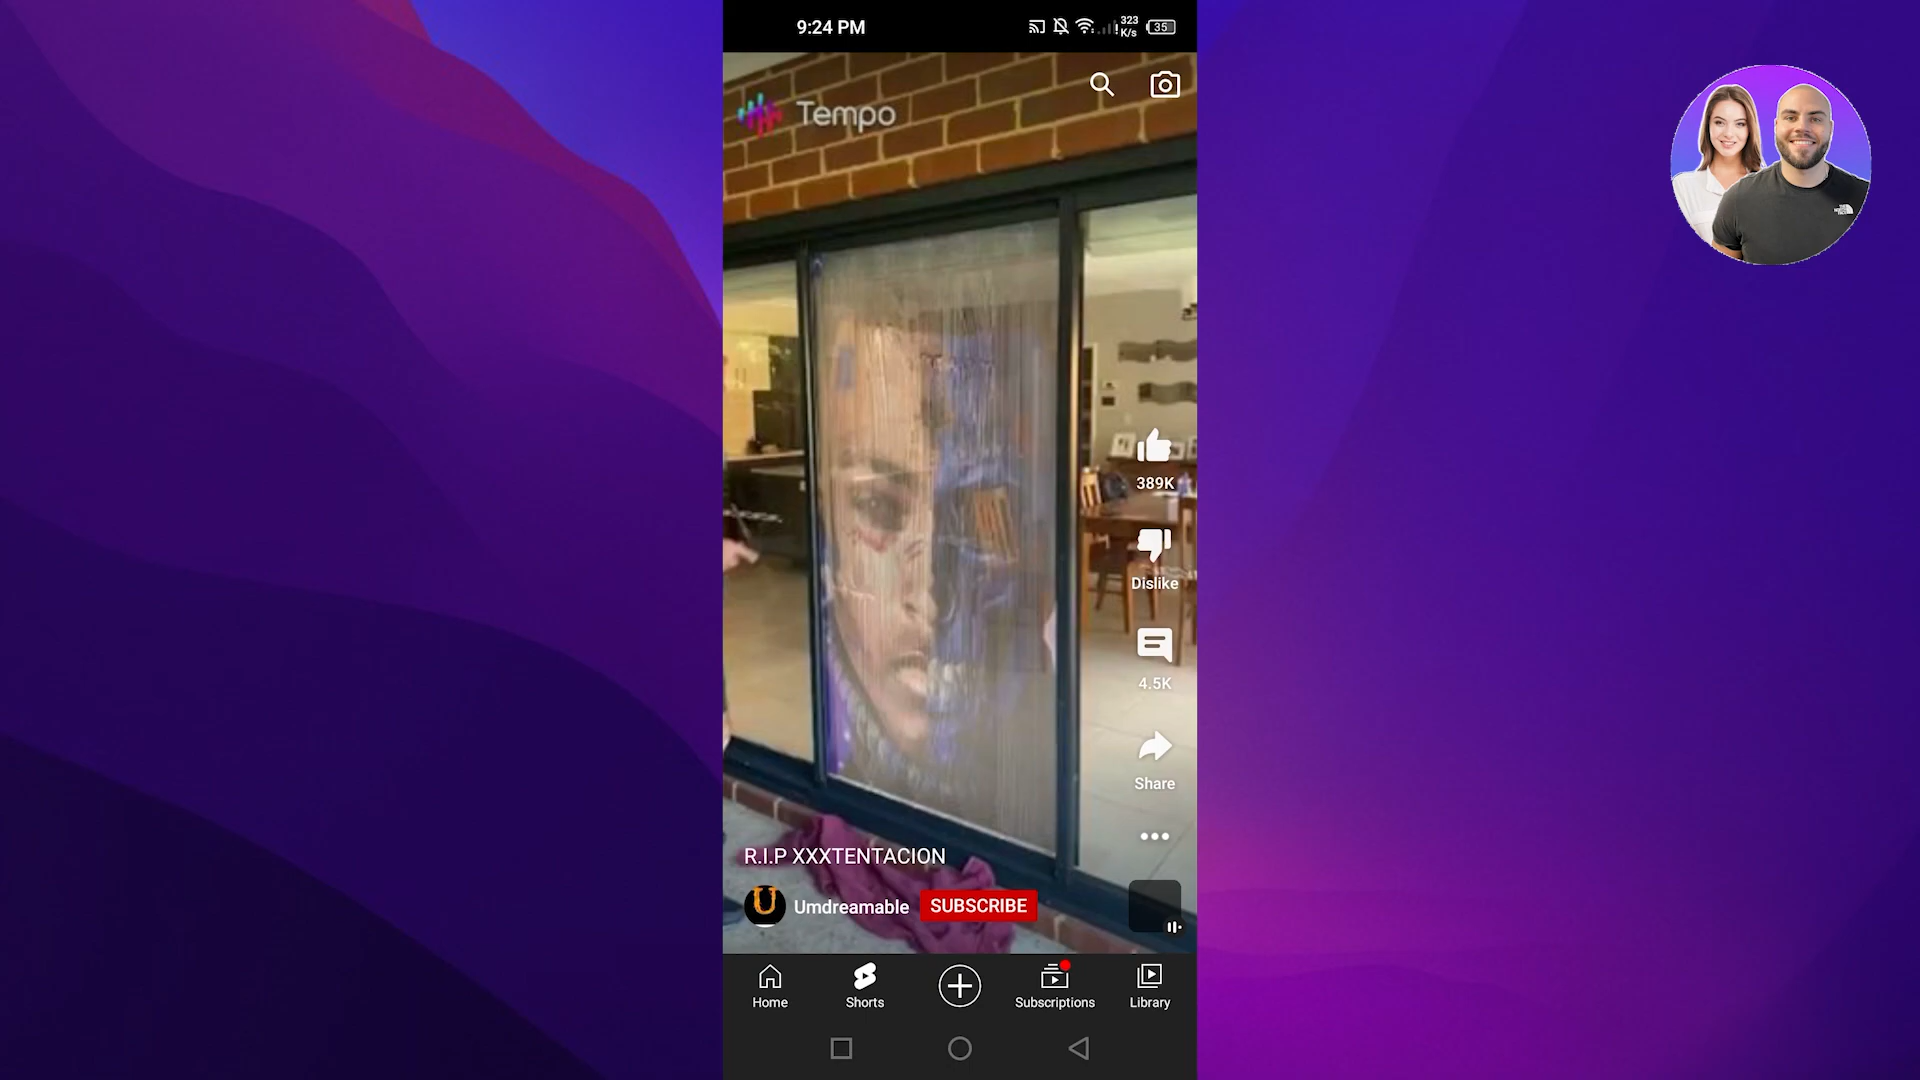 9:24 PM
323
K/s
35
Tempo
389K
Dislike
4.5K
Share
R.I.P XXXTENTACION
Umdreamable
SUBSCRIBE
Home
Shorts
Subscriptions
Library